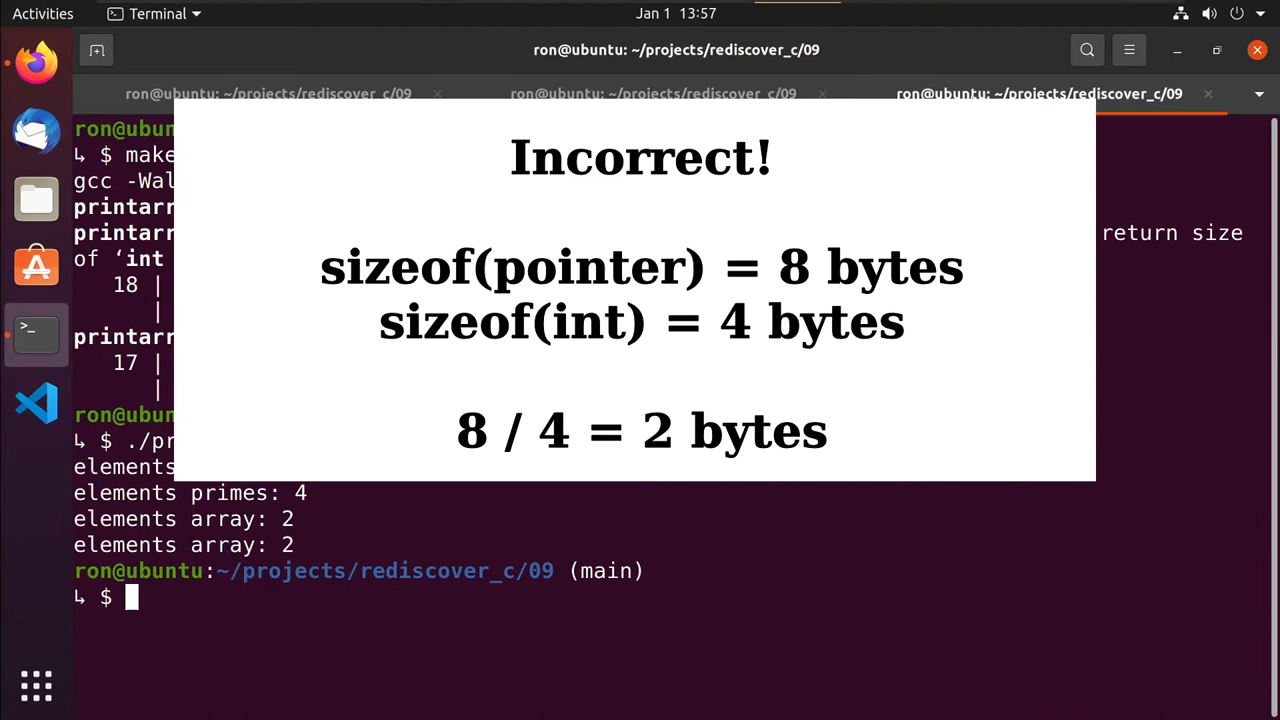 Activities
Terminal
Jan 1 13:57
ron@ubuntu: ~/projects/rediscover_c/09
ron@ubuntu: ~/projects/rediscover_c/09
ron@ubuntu: ~/projects/rediscover_c/09
ron@ubuntu: ~/projects/rediscover_c/09
Incorrect!
sizeof(pointer) = 8 bytes
sizeof(int) = 4 bytes
8 / 4 = 2 bytes
ron@ubun
↳ $ make
gcc -Wal
printarr
printarr return size
of ‘int
18 |
|
printarr
17 |
|
ron@ubun
↳ $ ./pr
elements
elements primes: 4
elements array: 2
elements array: 2
ron@ubuntu:~/projects/rediscover_c/09 (main)
↳ $